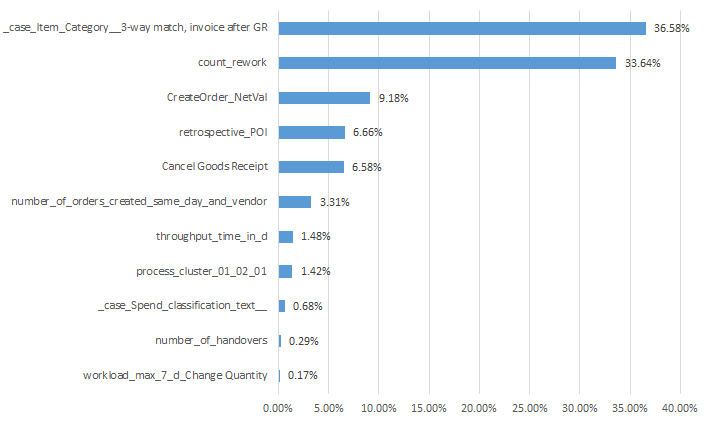 _case_Item_Category__3-way match, invoice after GR 36.58%
count_rework 33.64%
CreateOrder_NetVal 9.18%
retrospective_POI 6.66%
Cancel Goods Receipt 6.58%
number_of_orders_created_same_day_and_vendor 3.31%
throughput_time_in_d 1.48%
process_cluster_01_02_01 1.42%
_case_Spend_classification_text__ 0.68%
number_of_handovers 0.29%
workload_max_7_d_Change Quantity 0.17%
0.00% 5.00% 10.00% 15.00% 20.00% 25.00% 30.00% 35.00% 40.00%